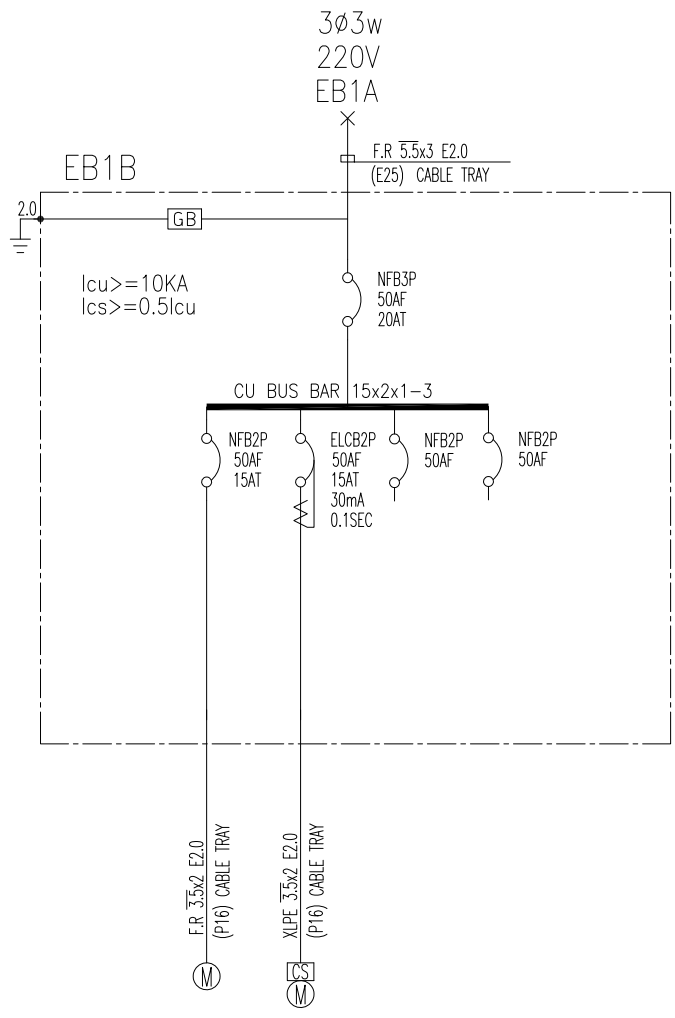 3ø3w
220V
EB1A
F.R 5.5x3 E2.0
(E25) CABLE TRAY
EB1B
2.0
GB
Icu>=10KA
Ics>=0.5Icu
NFB3P
50AF
20AT
CU BUS BAR 15x2x1-3
NFB2P
50AF
15AT
ELCB2P
50AF
15AT
30mA
0.1SEC
NFB2P
50AF
NFB2P
50AF
F.R 3.5x2 E2.0
(P16) CABLE TRAY
XLPE 3.5x2 E2.0
(P16) CABLE TRAY
M
CS
M